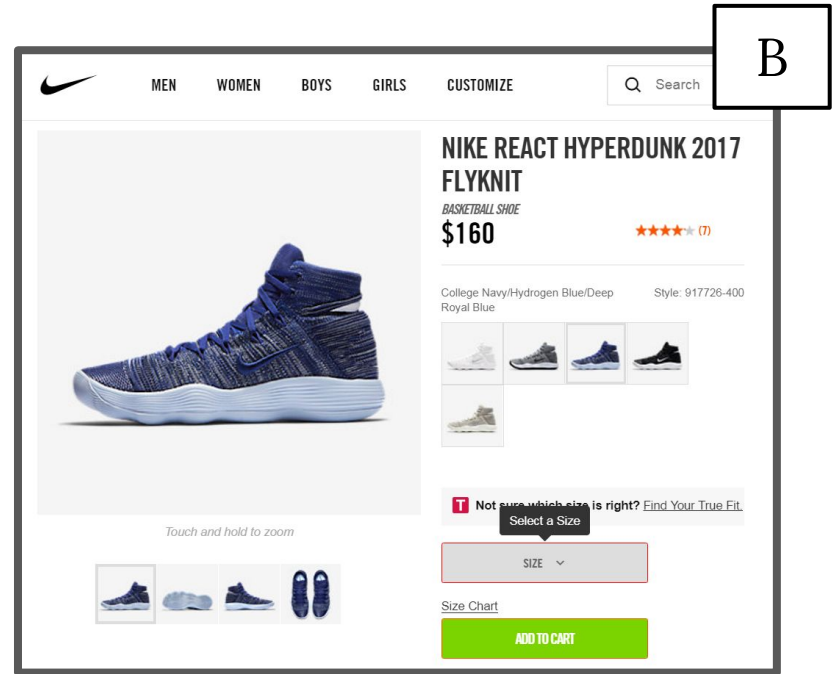 B
MEN WOMEN BOYS GIRLS CUSTOMIZE Search
NIKE REACT HYPERDUNK 2017
FLYKNIT
BASKETBALL SHOE
$160 (7)
College Navy/Hydrogen Blue/Deep Style: 917726-400
Royal Blue
T Not sure which size is right? Find Your True Fit.
Select a Size
Touch and hold to zoom
SIZE
Size Chart
ADD TO CART